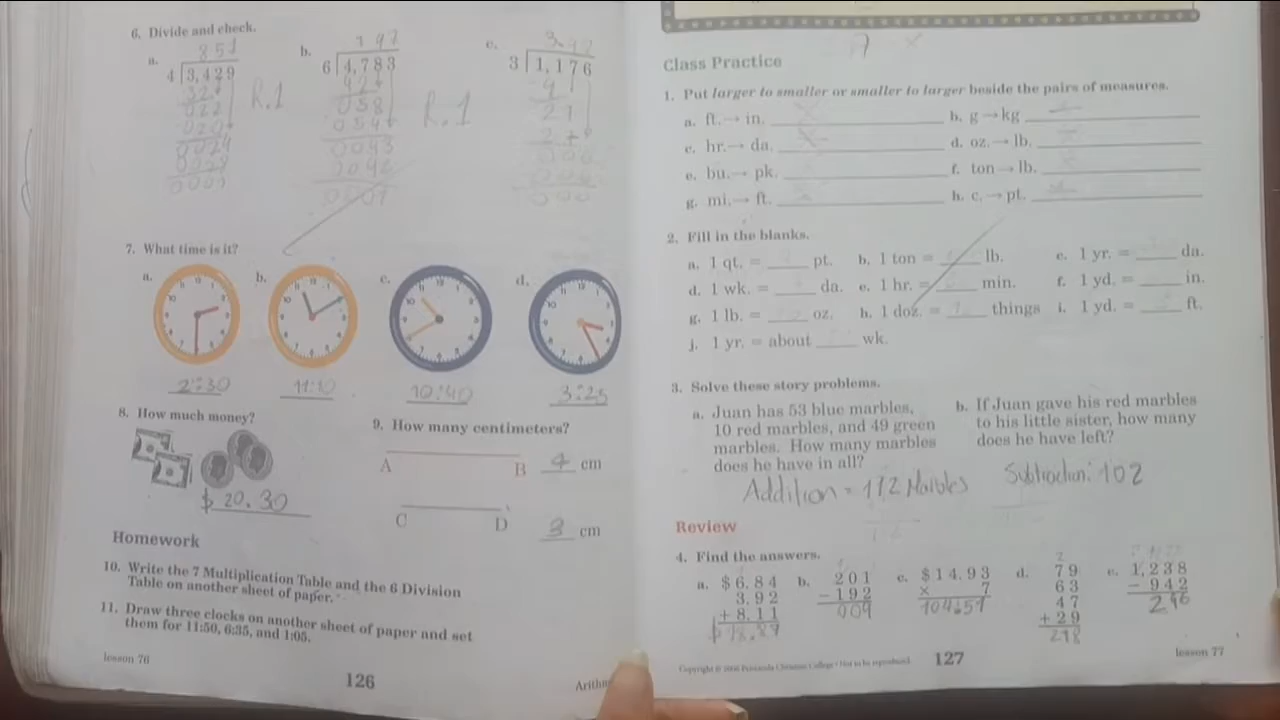 6. Divide and check.
a. 851
4 3,429 R.1
b. 797
6 4,783 R.1
c. 3 1,176
7. What time is it?
a. b. c. d.
2:30 11:10 10:40 3:25
8. How much money?
$ 20.30
9. How many centimeters?
A B 4 cm
C D 3 cm
Homework
10. Write the 7 Multiplication Table and the 6 Division
Table on another sheet of paper.
11. Draw three clocks on another sheet of paper and set
them for 11:50, 6:35, and 1:05.
lesson 76
126
7
Class Practice
1. Put larger to smaller or smaller to larger beside the pairs of measures.
a. ft.→ in. b. g →kg
c. hr.→ da. d. oz.→ lb.
e. bu.→ pk. f. ton→ lb.
g. mi.→ ft. h. c.→ pt.
2. Fill in the blanks.
a. 1 qt. = pt. b. 1 ton = lb. c. 1 yr. = da.
d. 1 wk. = da. e. 1 hr. = min. f. 1 yd. = in.
g. 1 lb. = oz. h. 1 doz. = things i. 1 yd. = ft.
j. 1 yr. = about wk.
3. Solve these story problems.
a. Juan has 53 blue marbles,
10 red marbles, and 49 green
marbles. How many marbles
does he have in all?
Addition = 112 Marbles
b. If Juan gave his red marbles
to his little sister, how many
does he have left?
Subtraction: 102
Review
4. Find the answers.
a. $ 6.84
3.92
+ 8.11
b. 201
- 192
009
c. $14.93
× 7
104.51
d. 2
79
63
47
+ 29
218
e. 1,238
- 942
296
127
lesson 77